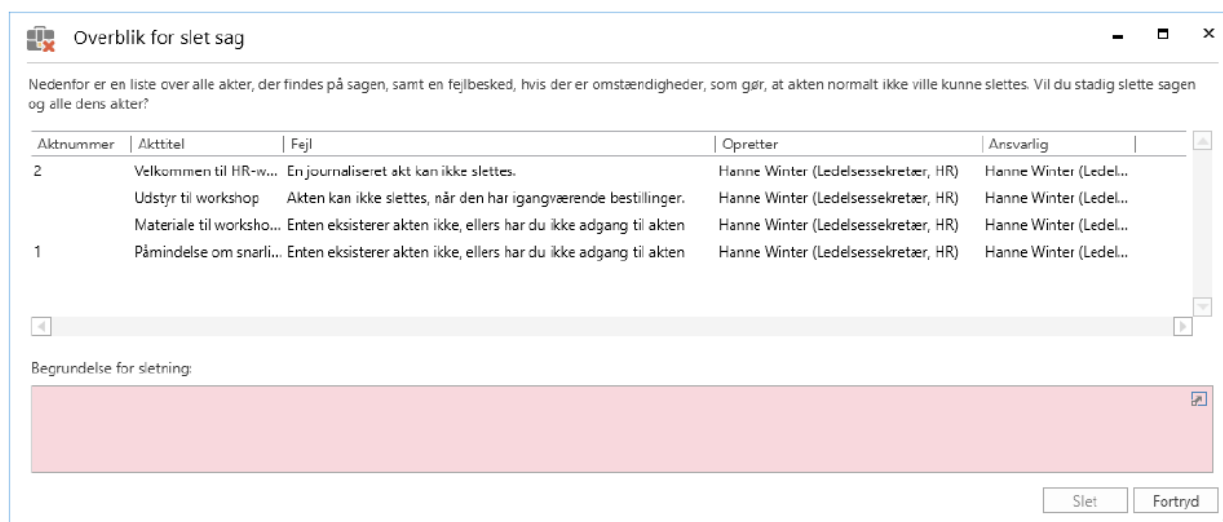 Overblik for slet sag
Nedenfor er en liste over alle akter, der findes på sagen, samt en fejlbesked, hvis der er omstændigheder, som gør, at akten normalt ikke ville kunne slettes. Vil du stadig slette sagen
og alle dens akter?
Aktnummer Akttitel Fejl Opretter Ansvarlig
2 Velkommen til HR-w... En journaliseret akt kan ikke slettes. Hanne Winter (Ledelsessekretær, HR) Hanne Winter (Ledel...
Udstyr til workshop Akten kan ikke slettes, når den har igangværende bestillinger. Hanne Winter (Ledelsessekretær, HR) Hanne Winter (Ledel...
Materiale til worksho... Enten eksisterer akten ikke, ellers har du ikke adgang til akten Hanne Winter (Ledelsessekretær, HR) Hanne Winter (Ledel...
1 Påmindelse om snarli... Enten eksisterer akten ikke, ellers har du ikke adgang til akten Hanne Winter (Ledelsessekretær, HR) Hanne Winter (Ledel...
Begrundelse for sletning:
Slet Fortryd